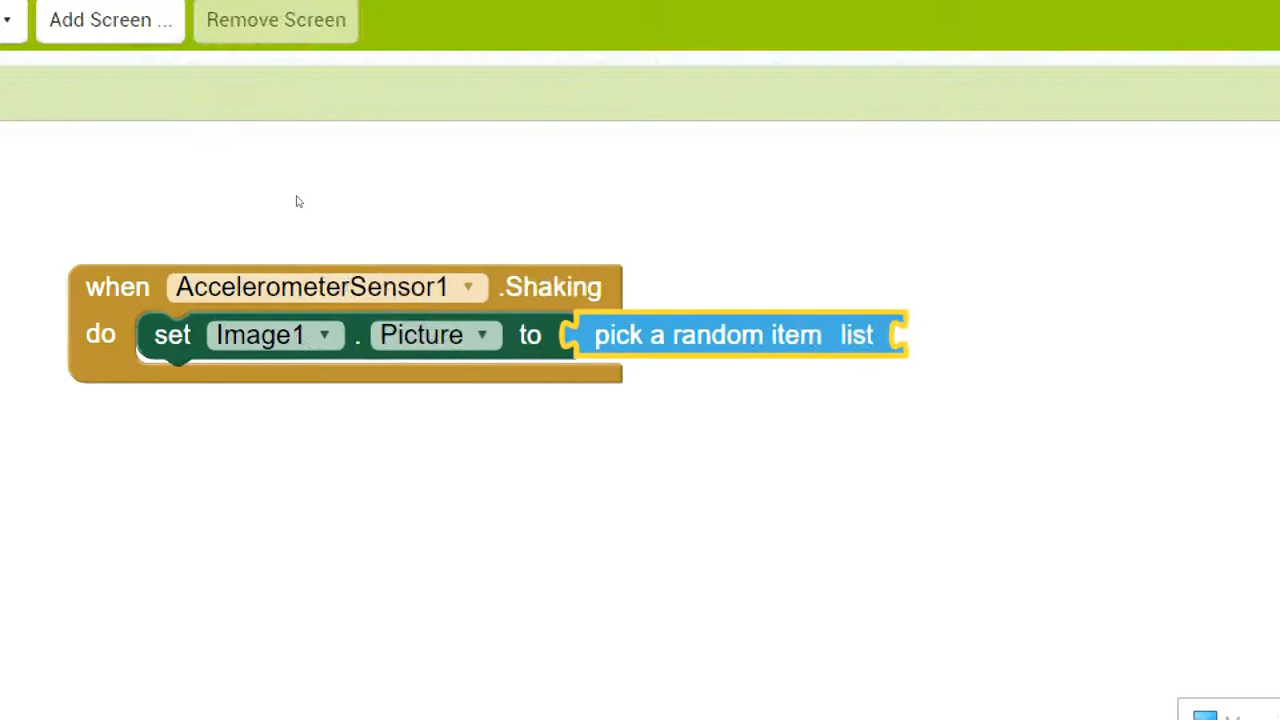 Add Screen ... Remove Screen
when AccelerometerSensor1 .Shaking
do set Image1 . Picture to pick a random item list